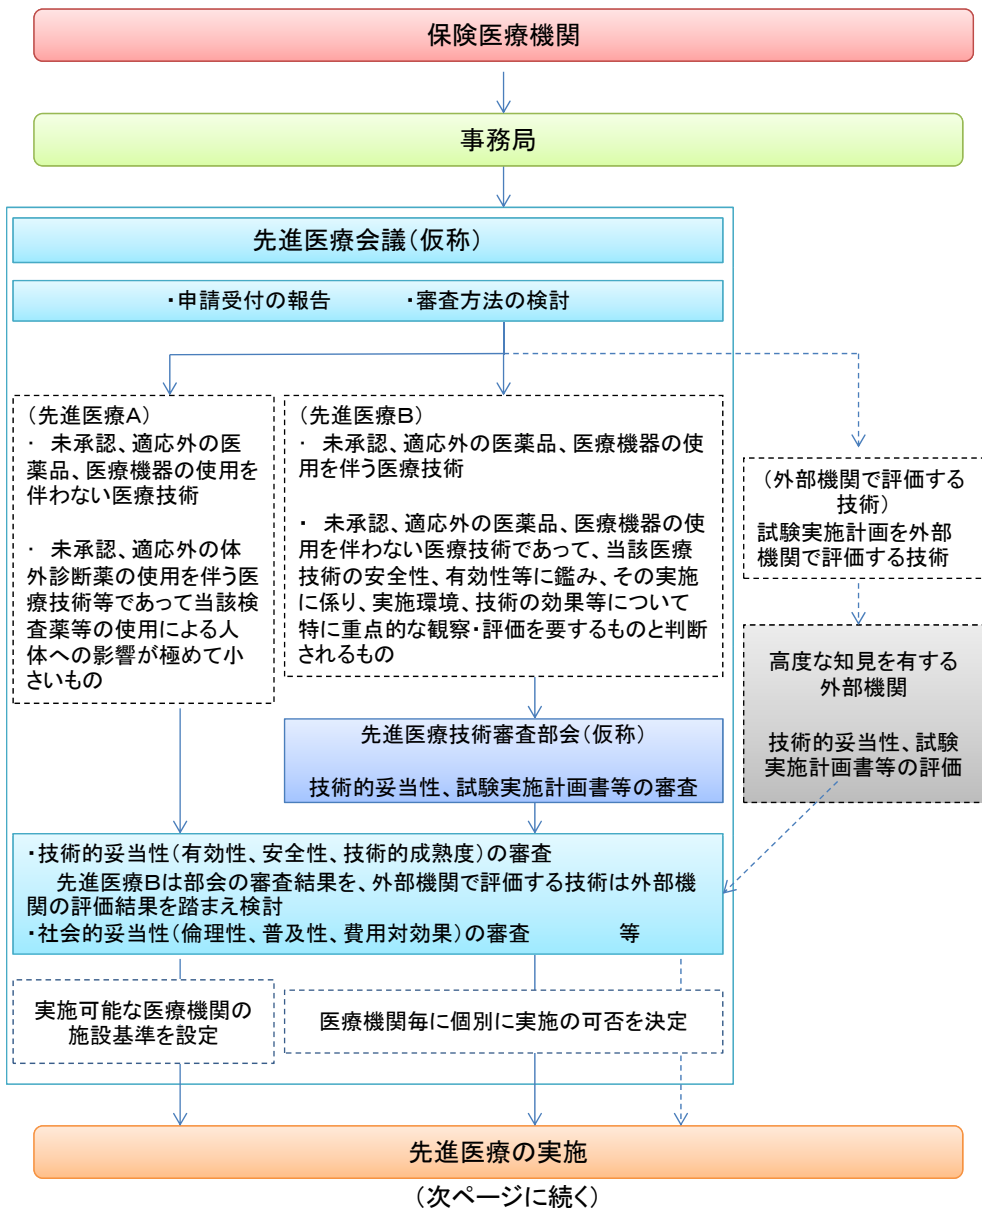 保険医療機関
事務局
先進医療会議(仮称)
・申請受付の報告　　　・審査方法の検討
(先進医療A)
・ 未承認、適応外の医
薬品、医療機器の使用を
伴わない医療技術
・ 未承認、適応外の体
外診断薬の使用を伴う医
療技術等であって当該検
査薬等の使用による人
体への影響が極めて小
さいもの
(先進医療B)
・ 未承認、適応外の医薬品、医療機器の使
用を伴う医療技術
・ 未承認、適応外の医薬品、医療機器の使
用を伴わない医療技術であって、当該医療
技術の安全性、有効性等に鑑み、その実施
に係り、実施環境、技術の効果等について
特に重点的な観察・評価を要するものと判断
されるもの
(外部機関で評価する
技術)
試験実施計画を外部
機関で評価する技術
高度な知見を有する
外部機関
技術的妥当性、試験
実施計画書等の評価
先進医療技術審査部会(仮称)
技術的妥当性、試験実施計画書等の審査
・技術的妥当性(有効性、安全性、技術的成熟度)の審査
先進医療Bは部会の審査結果を、外部機関で評価する技術は外部機
関の評価結果を踏まえ検討
・社会的妥当性(倫理性、普及性、費用対効果)の審査　　　等
実施可能な医療機関の
施設基準を設定
医療機関毎に個別に実施の可否を決定
先進医療の実施
(次ページに続く)